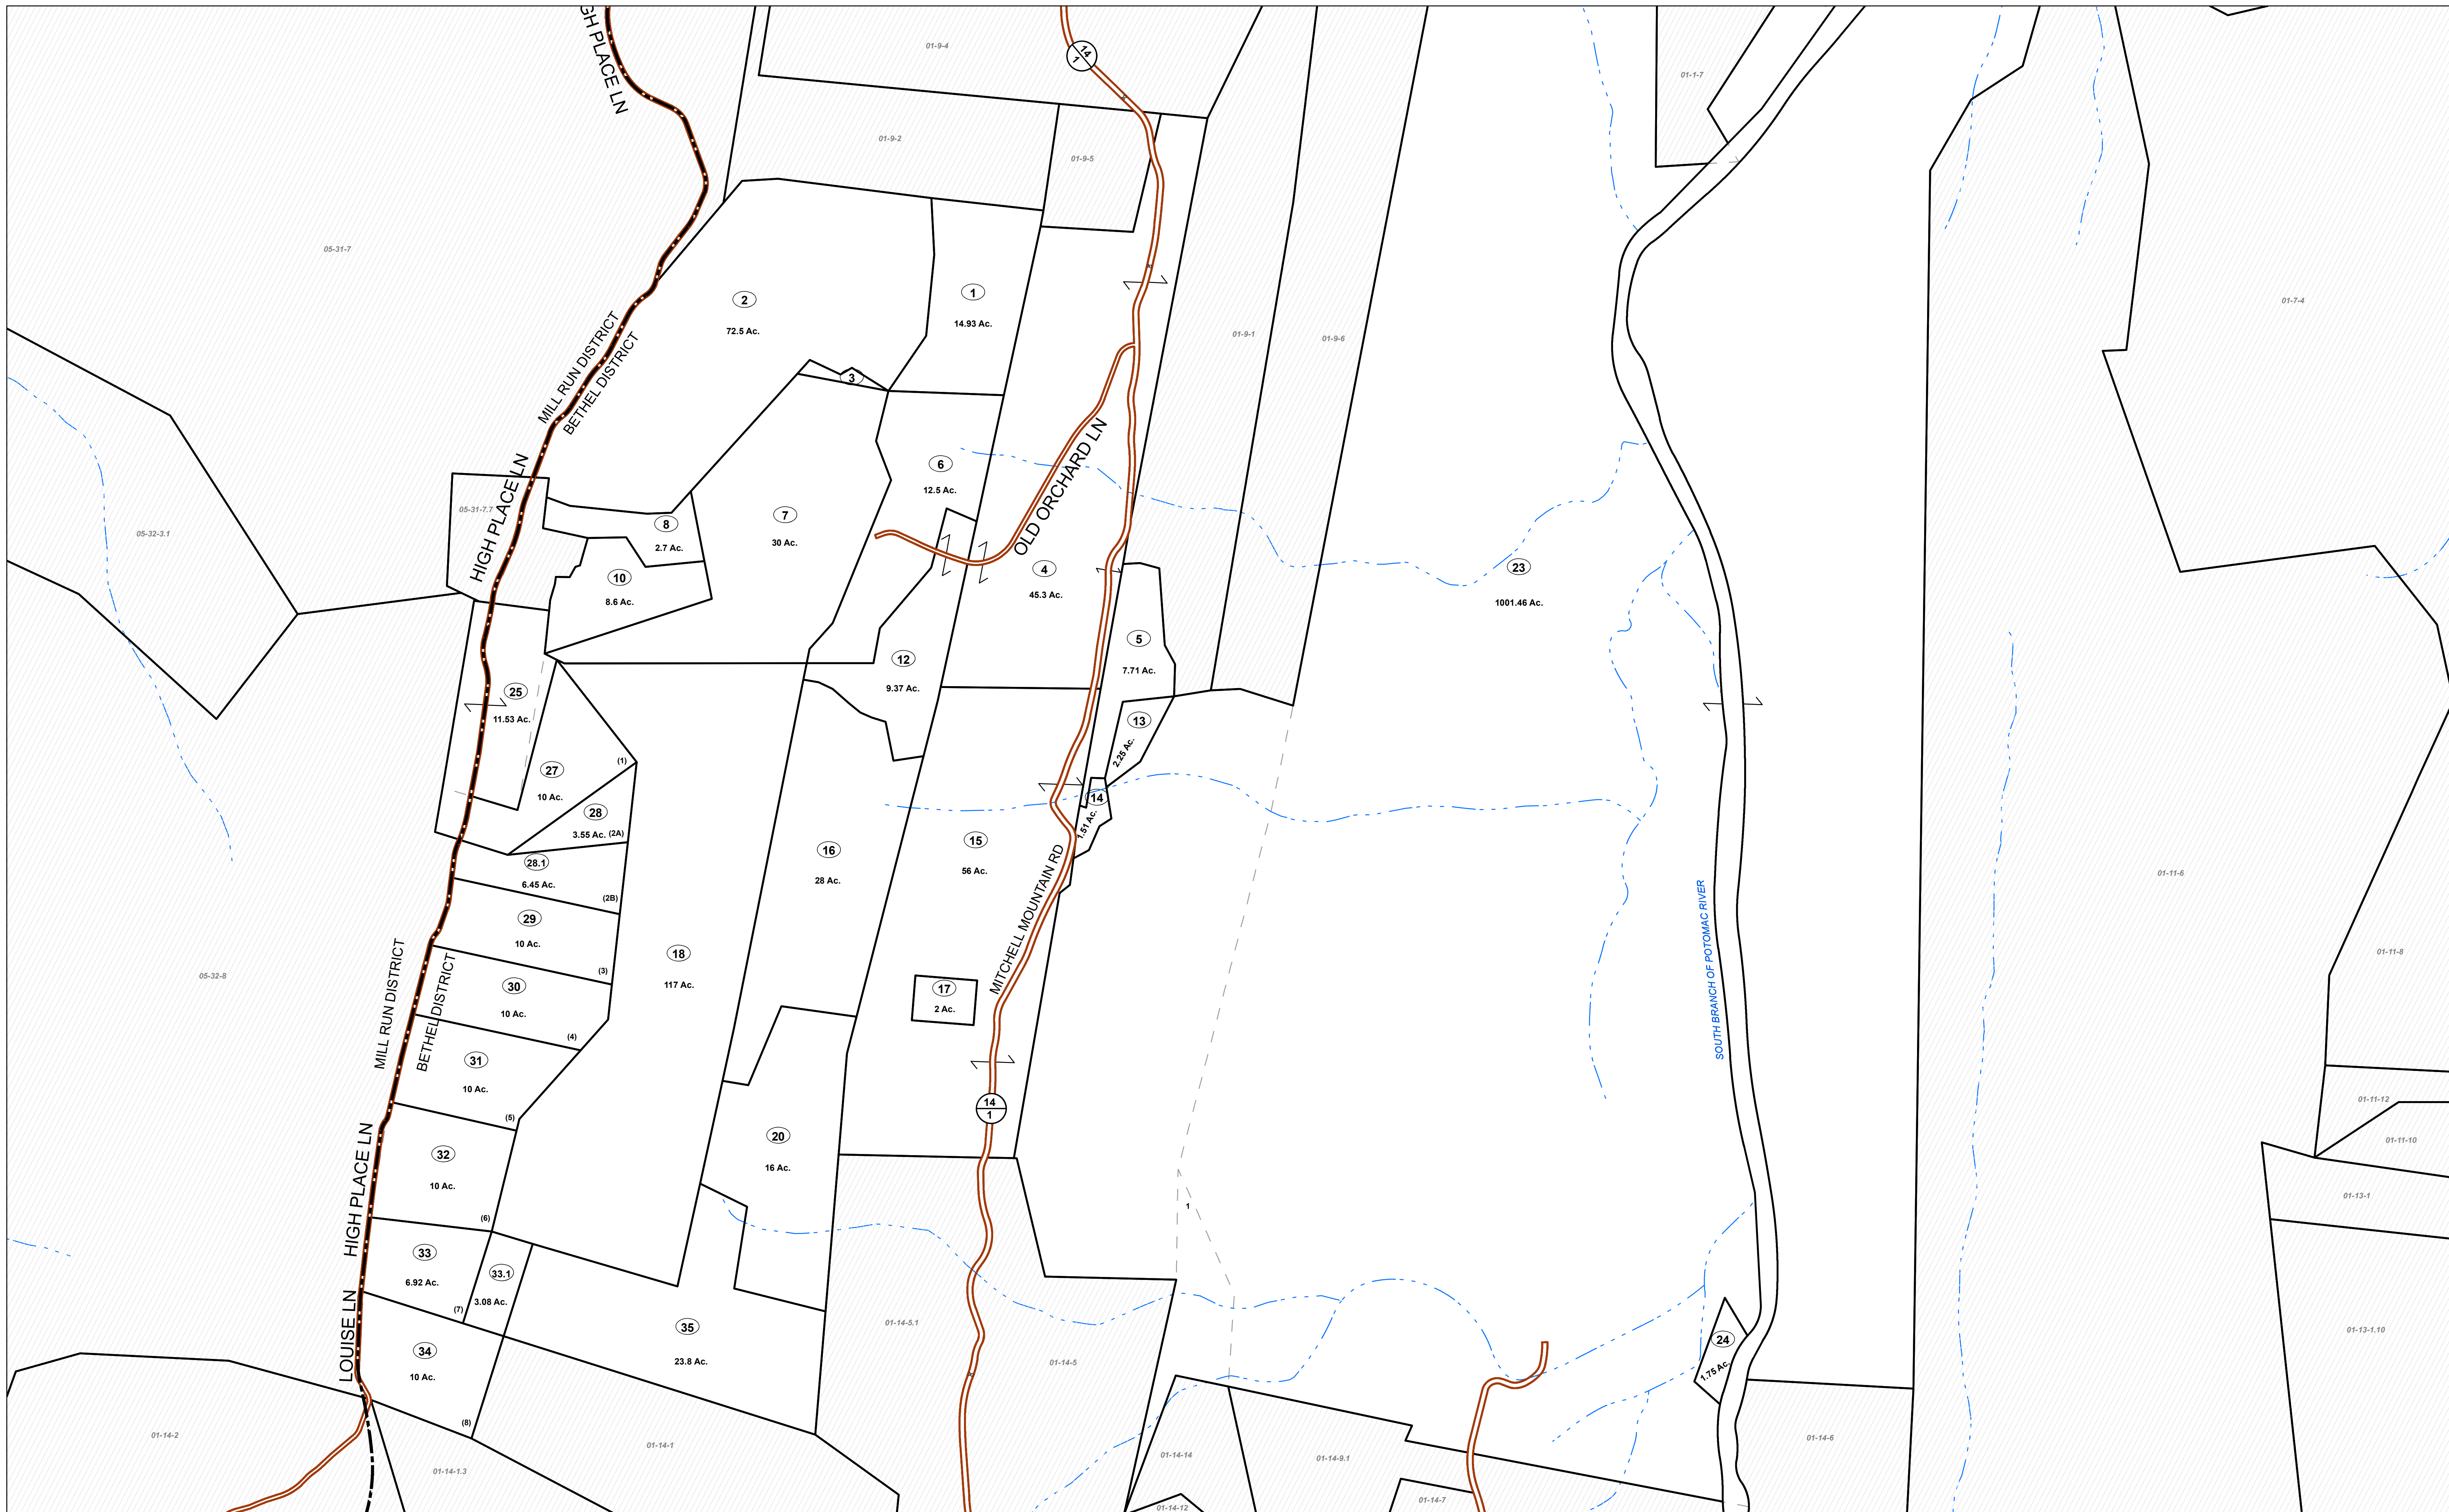 HIGH PLACE LN
14
1
01-9-4
01-1-7
01-9-2
01-9-5
05-31-7
2
72.5 Ac.
1
14.93 Ac.
01-9-1
01-9-6
01-7-4
MILL RUN DISTRICT
BETHEL DISTRICT
3
HIGH PLACE LN
OLD ORCHARD LN
6
12.5 Ac.
05-31-7.7
05-32-3.1
8
2.7 Ac.
7
30 Ac.
10
8.6 Ac.
4
45.3 Ac.
23
1001.46 Ac.
5
7.71 Ac.
12
9.37 Ac.
25
11.53 Ac.
13
2.25 Ac.
27
10 Ac.
(1)
28
3.55 Ac.
(2A)
14
1.51 Ac.
28.1
6.45 Ac.
(2B)
16
28 Ac.
15
56 Ac.
MITCHELL MOUNTAIN RD
01-11-6
SOUTH BRANCH OF POTOMAC RIVER
29
10 Ac.
(3)
18
117 Ac.
01-11-8
05-32-8
MILL RUN DISTRICT
BETHEL DISTRICT
30
10 Ac.
(4)
17
2 Ac.
31
10 Ac.
(5)
14
1
01-11-12
01-11-10
20
16 Ac.
HIGH PLACE LN
32
10 Ac.
(6)
1
01-13-1
33
6.92 Ac.
(7)
33.1
3.08 Ac.
LOUISE LN
35
23.8 Ac.
01-14-5.1
01-14-5
24
1.75 Ac.
01-13-1.10
34
10 Ac.
(8)
01-14-2
01-14-1
01-14-1.3
01-14-14
01-14-9.1
01-14-6
01-14-7
01-14-12